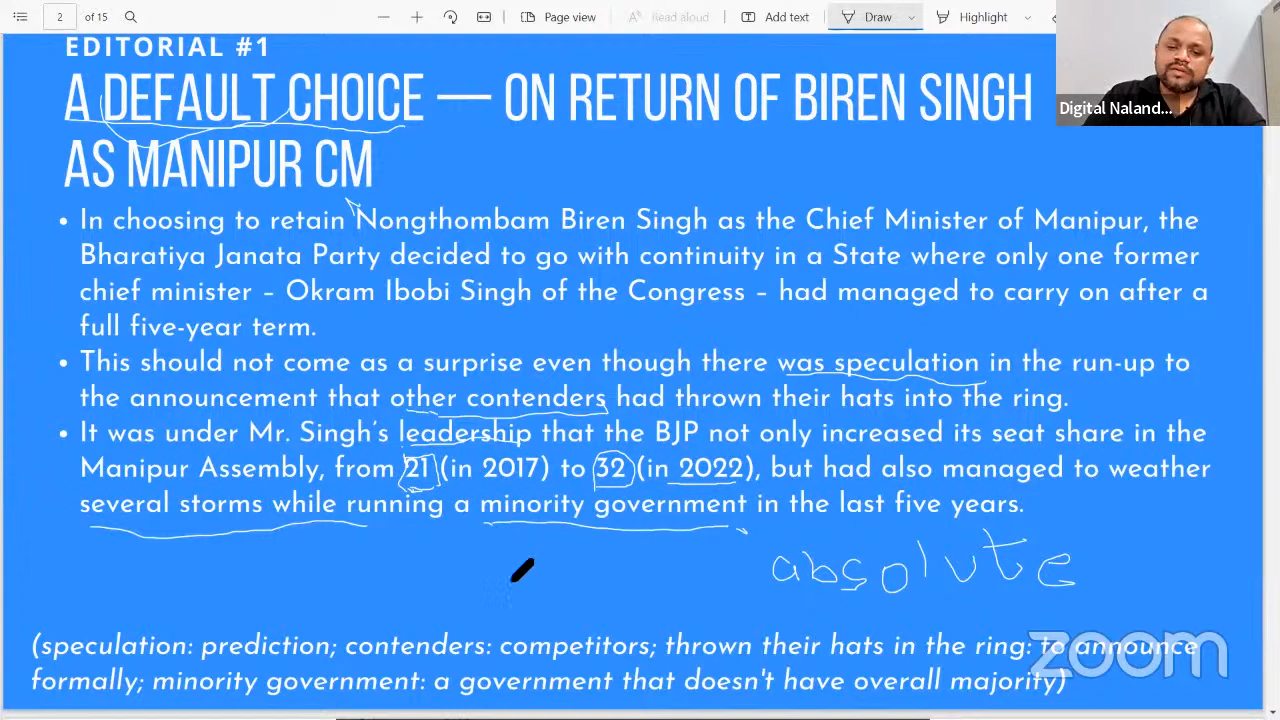 2 of 15 Page view Read aloud Add text Draw Highlight
EDITORIAL #1
A DEFAULT CHOICE — ON RETURN OF BIREN SINGH
AS MANIPUR CM
Digital Naland...
• In choosing to retain Nongthombam Biren Singh as the Chief Minister of Manipur, the
Bharatiya Janata Party decided to go with continuity in a State where only one former
chief minister – Okram Ibobi Singh of the Congress – had managed to carry on after a
full five-year term.
• This should not come as a surprise even though there was speculation in the run-up to
the announcement that other contenders had thrown their hats into the ring.
• It was under Mr. Singh's leadership that the BJP not only increased its seat share in the
Manipur Assembly, from 21 (in 2017) to 32 (in 2022), but had also managed to weather
several storms while running a minority government in the last five years.
absolute
(speculation: prediction; contenders: competitors; thrown their hats in the ring: to announce
formally; minority government: a government that doesn't have overall majority)
zoom